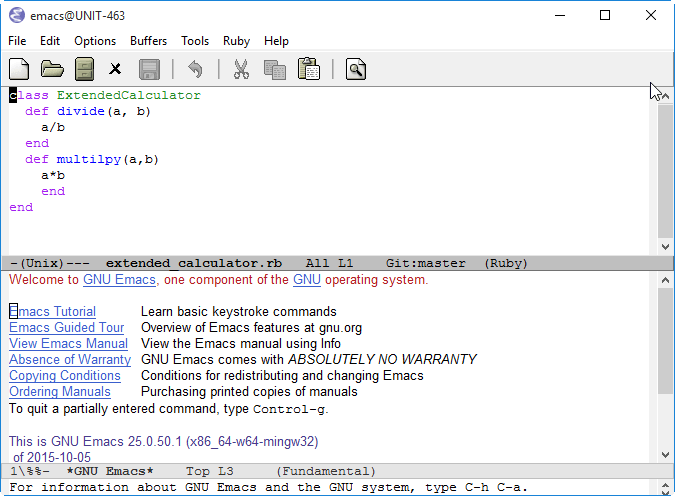 emacs@UNIT-463
File Edit Options Buffers Tools Ruby Help
class ExtendedCalculator
  def divide(a, b)
    a/b
  end
  def multilpy(a,b)
    a*b
    end
end
-(Unix)--- extended_calculator.rb All L1 Git:master (Ruby)
Welcome to GNU Emacs, one component of the GNU operating system.
Emacs Tutorial Learn basic keystroke commands
Emacs Guided Tour Overview of Emacs features at gnu.org
View Emacs Manual View the Emacs manual using Info
Absence of Warranty GNU Emacs comes with ABSOLUTELY NO WARRANTY
Copying Conditions Conditions for redistributing and changing Emacs
Ordering Manuals Purchasing printed copies of manuals
To quit a partially entered command, type Control-g.
This is GNU Emacs 25.0.50.1 (x86_64-w64-mingw32)
 of 2015-10-05
1\%%- *GNU Emacs* Top L3 (Fundamental)
For information about GNU Emacs and the GNU system, type C-h C-a.